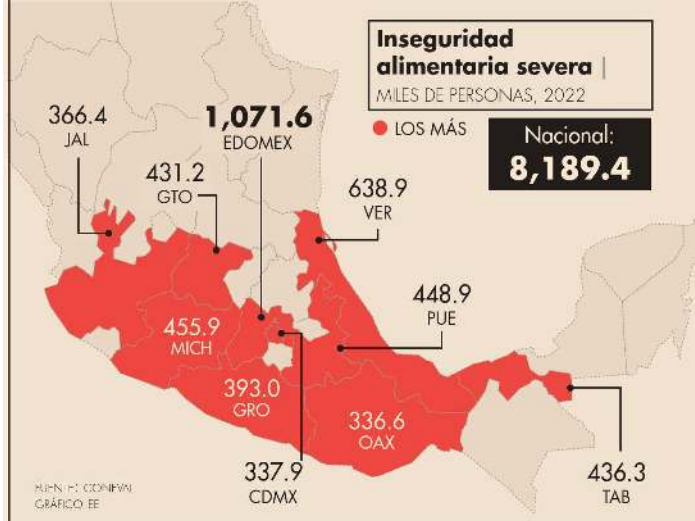 Inseguridad
alimentaria severa |
MILES DE PERSONAS, 2022
LOS MÁS
Nacional:
8,189.4
366.4
JAL
1,071.6
EDOMEX
431.2
GTO
638.9
VER
448.9
PUE
455.9
MICH
393.0
GRO
336.6
OAX
337.9
CDMX
436.3
TAB
FUENTE: CONEVAL
GRÁFICO EE